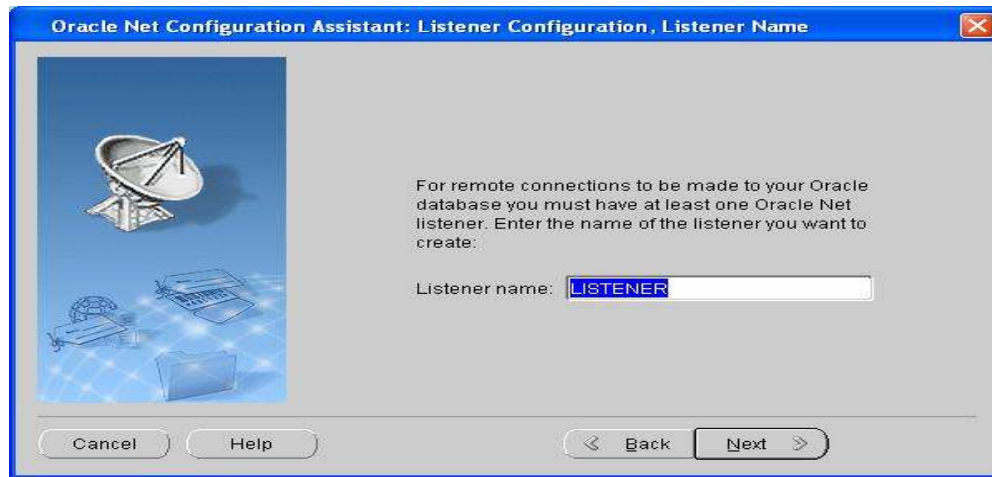 Oracle Net Configuration Assistant: Listener Configuration, Listener Name
For remote connections to be made to your Oracle
database you must have at least one Oracle Net
listener. Enter the name of the listener you want to
create:
Listener name: LISTENER
Cancel Help Back Next